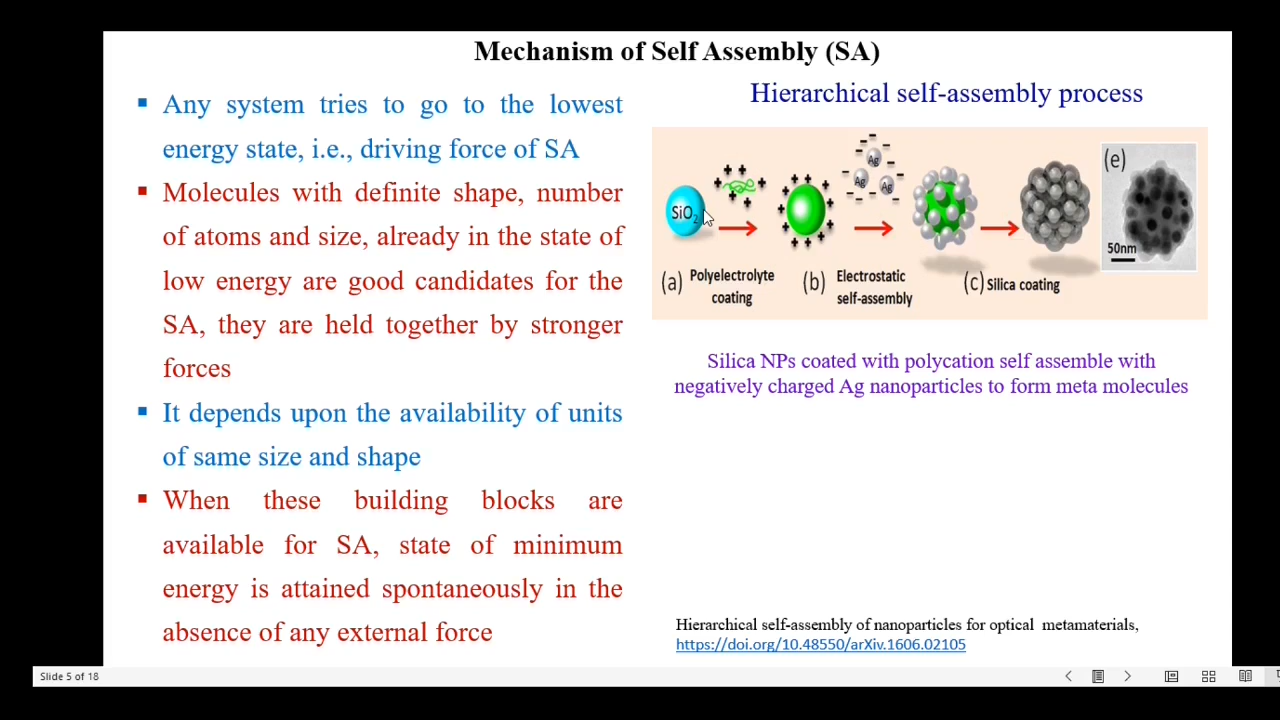 Mechanism of Self Assembly (SA)
▪ Any system tries to go to the lowest
energy state, i.e., driving force of SA
▪ Molecules with definite shape, number
of atoms and size, already in the state of
low energy are good candidates for the
SA, they are held together by stronger
forces
▪ It depends upon the availability of units
of same size and shape
▪ When these building blocks are
available for SA, state of minimum
energy is attained spontaneously in the
absence of any external force
Hierarchical self-assembly process
SiO2
Ag
Ag
Ag
(e)
50nm
(a) Polyelectrolyte
coating
(b) Electrostatic
self-assembly
(c) Silica coating
Silica NPs coated with polycation self assemble with
negatively charged Ag nanoparticles to form meta molecules
Hierarchical self-assembly of nanoparticles for optical metamaterials,
https://doi.org/10.48550/arXiv.1606.02105
Slide 5 of 18